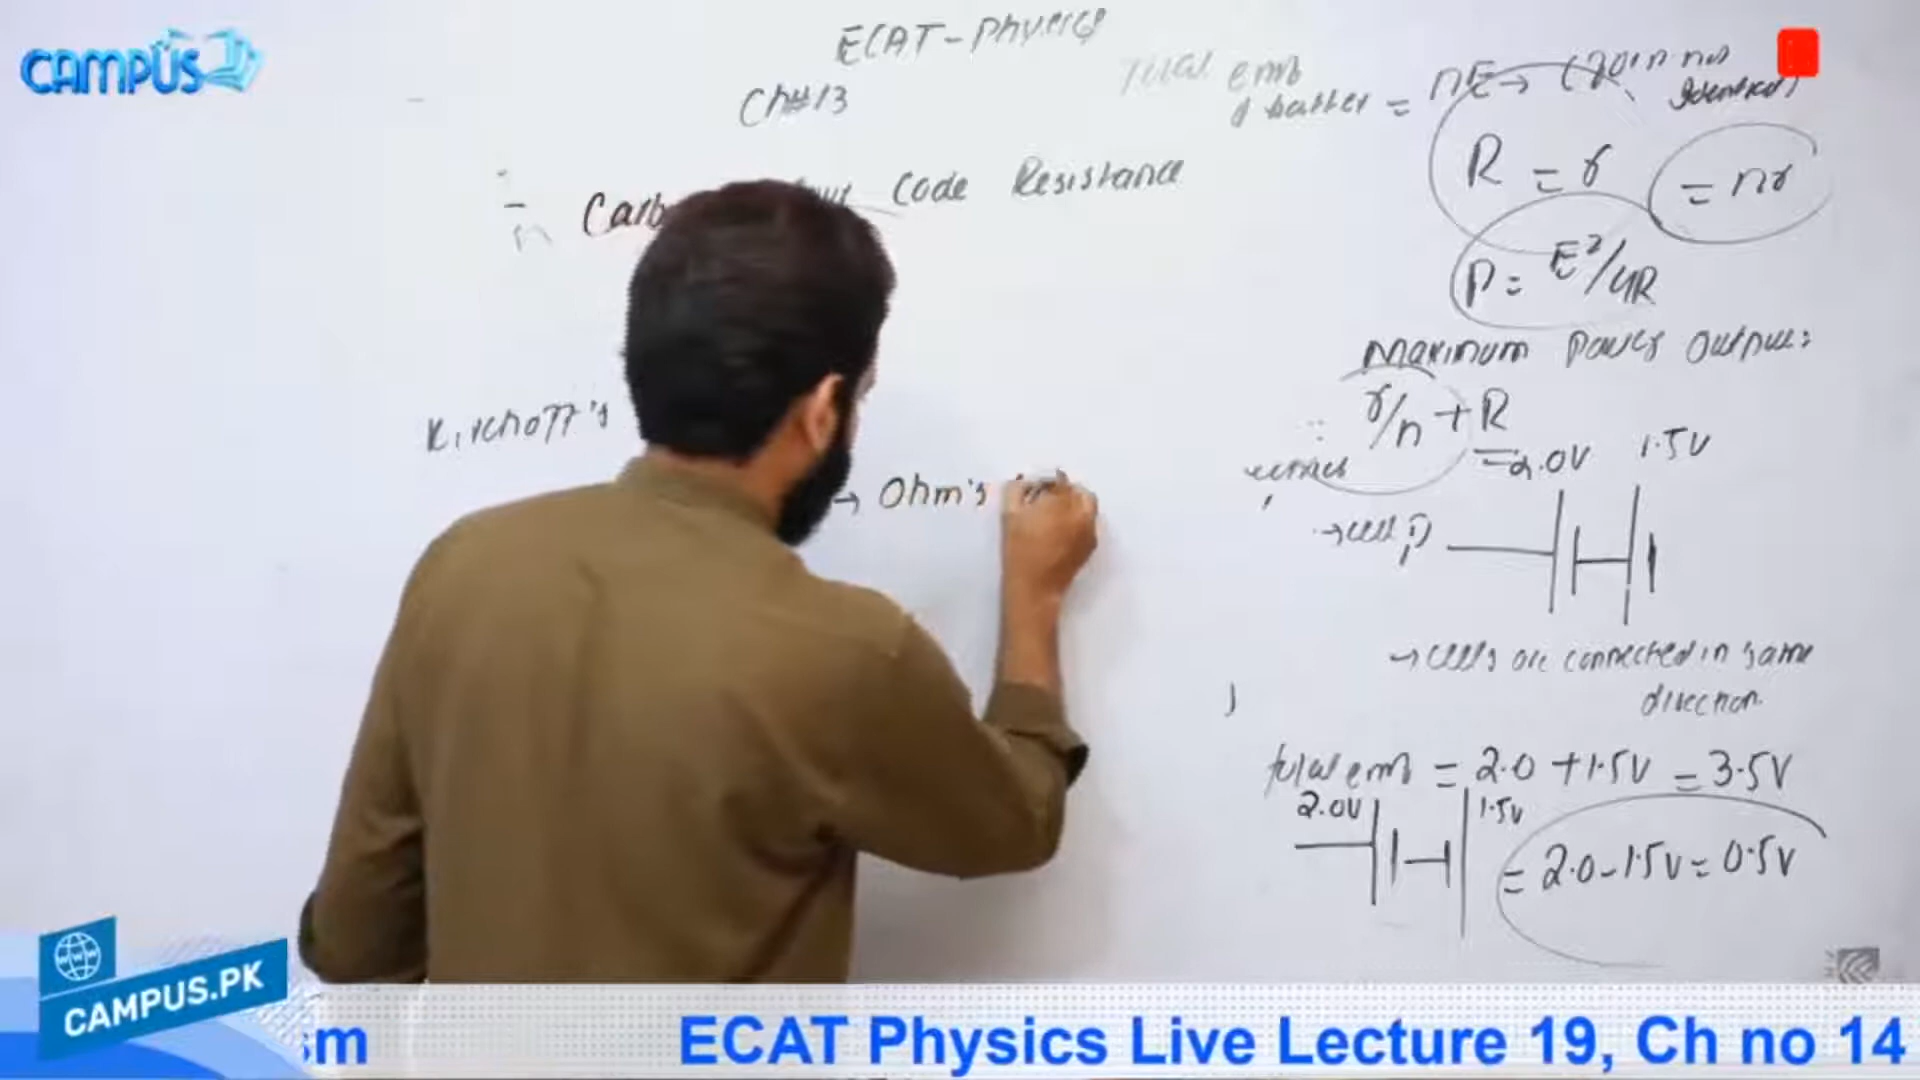 CAMPUS
ECAT - Physics
Ch#13
Code Resistance
Kirchoff's
→ Ohm's
Total emf
of batter = nE →
R = r = nr
P = E²/4R
Maximum Power Output:
r/n + R
=
2.0V 1.5V
→ cell
→ cells are connected in same
direction
total emf = 2.0 + 1.5V = 3.5V
2.0V 1.5V
= 2.0 - 1.5V = 0.5V
WWW
CAMPUS.PK
sm ECAT Physics Live Lecture 19, Ch no 14